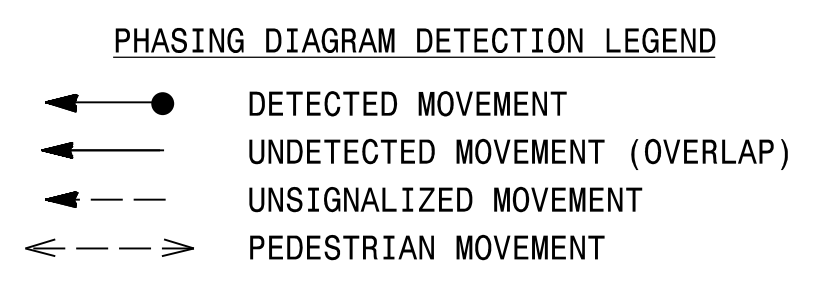 PHASING DIAGRAM DETECTION LEGEND
DETECTED MOVEMENT
UNDETECTED MOVEMENT (OVERLAP)
UNSIGNALIZED MOVEMENT
PEDESTRIAN MOVEMENT